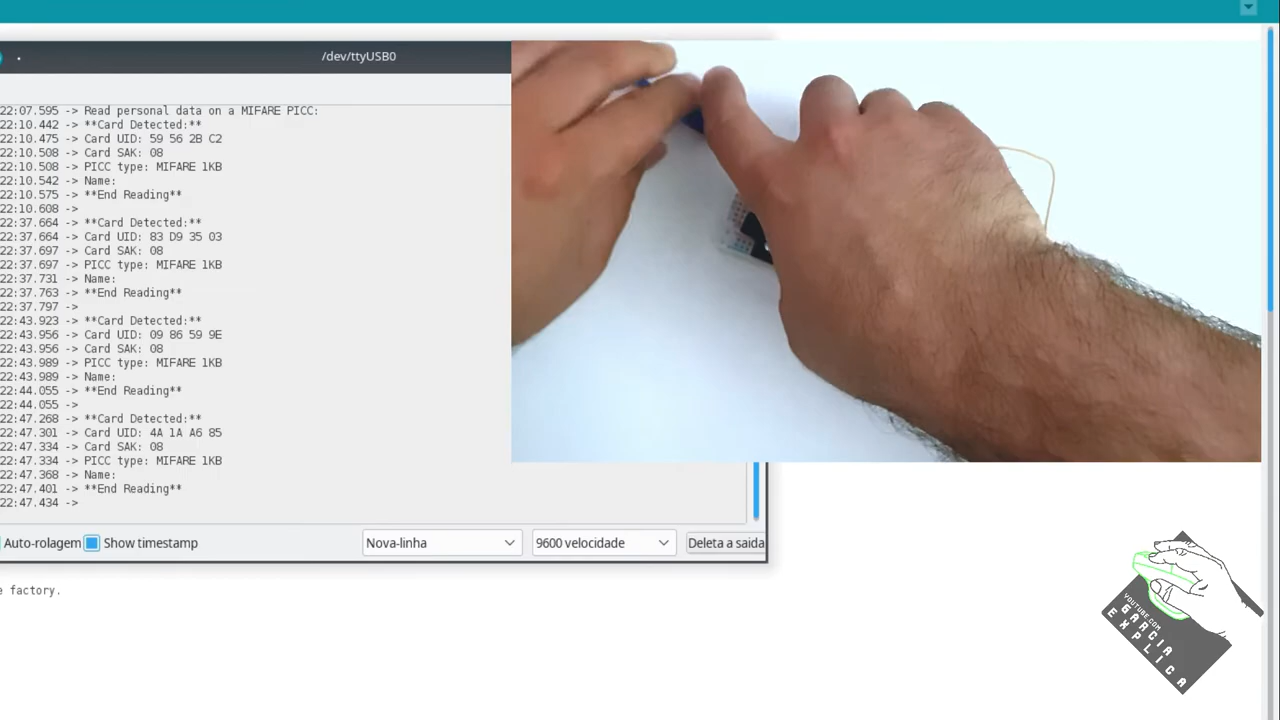 /dev/ttyUSB0
22:07.595 -> Read personal data on a MIFARE PICC:
22:10.442 -> **Card Detected:**
22:10.475 -> Card UID: 59 56 2B C2
22:10.508 -> Card SAK: 08
22:10.508 -> PICC type: MIFARE 1KB
22:10.542 -> Name:
22:10.575 -> **End Reading**
22:10.608 ->
22:37.664 -> **Card Detected:**
22:37.664 -> Card UID: 83 D9 35 03
22:37.697 -> Card SAK: 08
22:37.697 -> PICC type: MIFARE 1KB
22:37.731 -> Name:
22:37.763 -> **End Reading**
22:37.797 ->
22:43.923 -> **Card Detected:**
22:43.956 -> Card UID: 09 86 59 9E
22:43.956 -> Card SAK: 08
22:43.989 -> PICC type: MIFARE 1KB
22:43.989 -> Name:
22:44.055 -> **End Reading**
22:44.055 ->
22:47.268 -> **Card Detected:**
22:47.301 -> Card UID: 4A 1A A6 85
22:47.334 -> Card SAK: 08
22:47.334 -> PICC type: MIFARE 1KB
22:47.368 -> Name:
22:47.401 -> **End Reading**
22:47.434 ->
Auto-rolagem Show timestamp Nova-linha 9600 velocidade Deleta a saida
e factory.
YOUTUBE.COM
GARCIA
EXPLICA